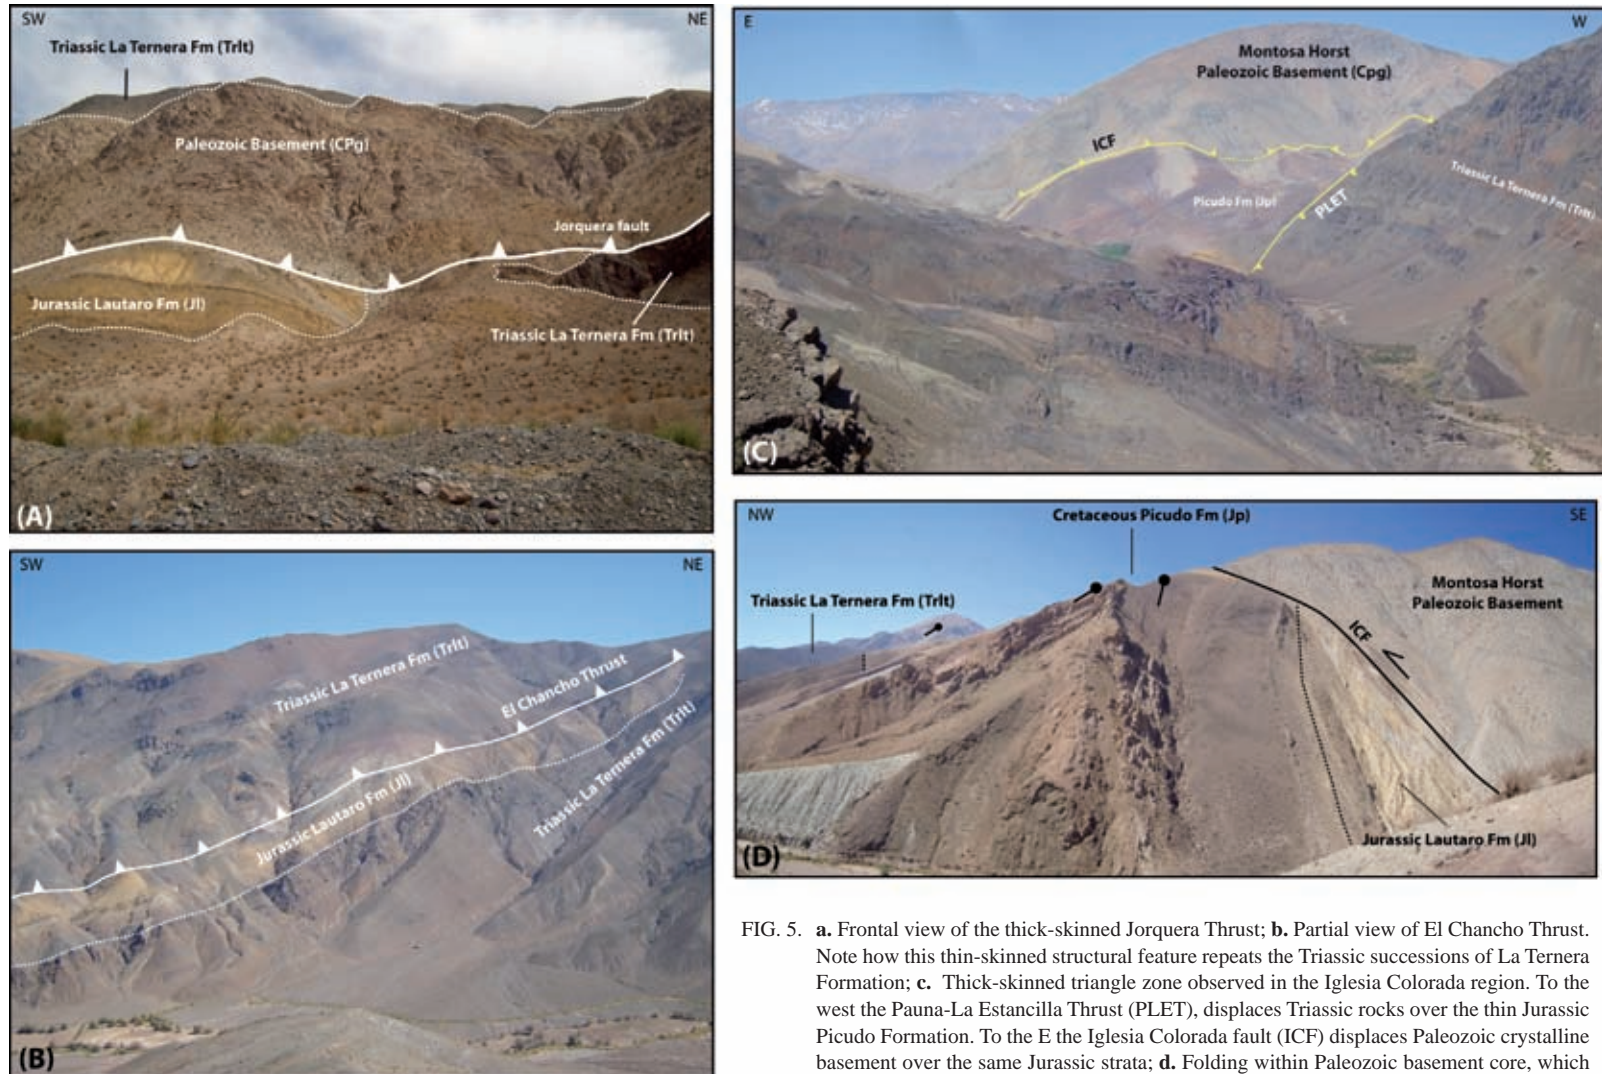 SW
NE
Triassic La Ternera Fm (Trlt)
Paleozoic Basement (CPg)
Jorquera fault
Jurassic Lautaro Fm (Jl)
Triassic La Ternera Fm (Trlt)
(A)
SW
NE
Triassic La Ternera Fm (Trlt)
El Chancho Thrust
Jurassic Lautaro Fm (Jl)
Triassic La Ternera Fm (Trlt)
(B)
E
W
Montosa Horst
Paleozoic Basement (Cpg)
ICF
Picudo Fm (Jp)
PLET
Triassic La Ternera Fm (Trlt)
(C)
NW
SE
Cretaceous Picudo Fm (Jp)
Triassic La Ternera Fm (Trlt)
Montosa Horst
Paleozoic Basement
ICF
Jurassic Lautaro Fm (Jl)
(D)
FIG. 5. a. Frontal view of the thick-skinned Jorquera Thrust; b. Partial view of El Chancho Thrust.
Note how this thin-skinned structural feature repeats the Triassic successions of La Ternera
Formation; c. Thick-skinned triangle zone observed in the Iglesia Colorada region. To the
west the Pauna-La Estancilla Thrust (PLET), displaces Triassic rocks over the thin Jurassic
Picudo Formation. To the E the Iglesia Colorada fault (ICF) displaces Paleozoic crystalline
basement over the same Jurassic strata; d. Folding within Paleozoic basement core, which